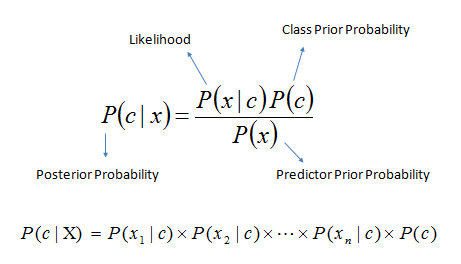 Likelihood
Class Prior Probability
P(c | x) = P(x | c)P(c) / P(x)
Posterior Probability
Predictor Prior Probability
P(c | X) = P(x₁ | c) × P(x₂ | c) × ⋯ × P(xₙ | c) × P(c)